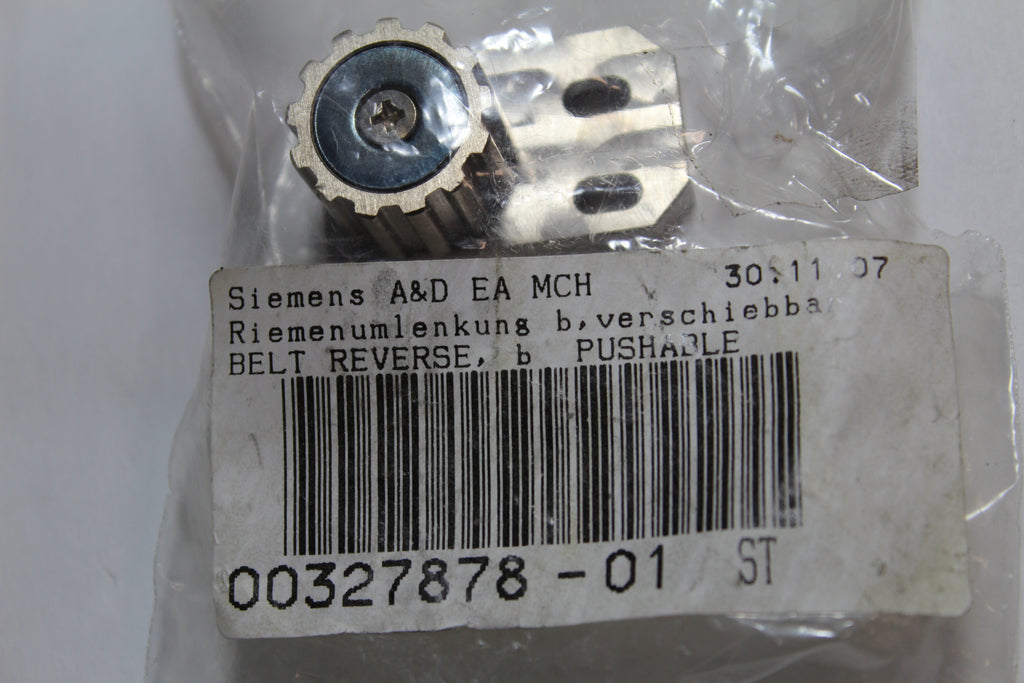 Siemens A&D EA MCH 30.11.07
Riemenumlenkung b,verschiebba
BELT REVERSE, b PUSHABLE
00327878-01 ST